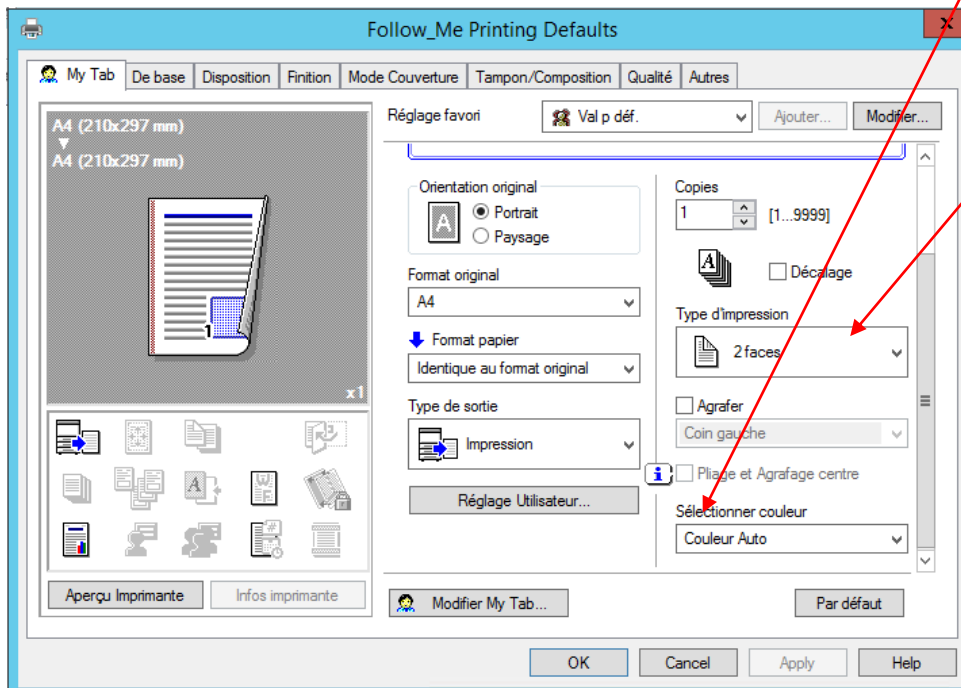 Follow_Me Printing Defaults
x
My Tab De base Disposition Finition Mode Couverture Tampon/Composition Qualité Autres
A4 (210x297 mm)
A4 (210x297 mm)
1
x1
Aperçu Imprimante Infos imprimante
Réglage favori Val p déf. Ajouter... Modifier...
Orientation original
A Portrait
Paysage
Format original
A4
Format papier
Identique au format original
Type de sortie
Impression
Réglage Utilisateur...
Copies
1 [1...9999]
A Décalage
Type d'impression
2 faces
Agrafer
Coin gauche
i Pliage et Agrafage centre
Sélectionner couleur
Couleur Auto
Modifier My Tab... Par défaut
OK Cancel Apply Help